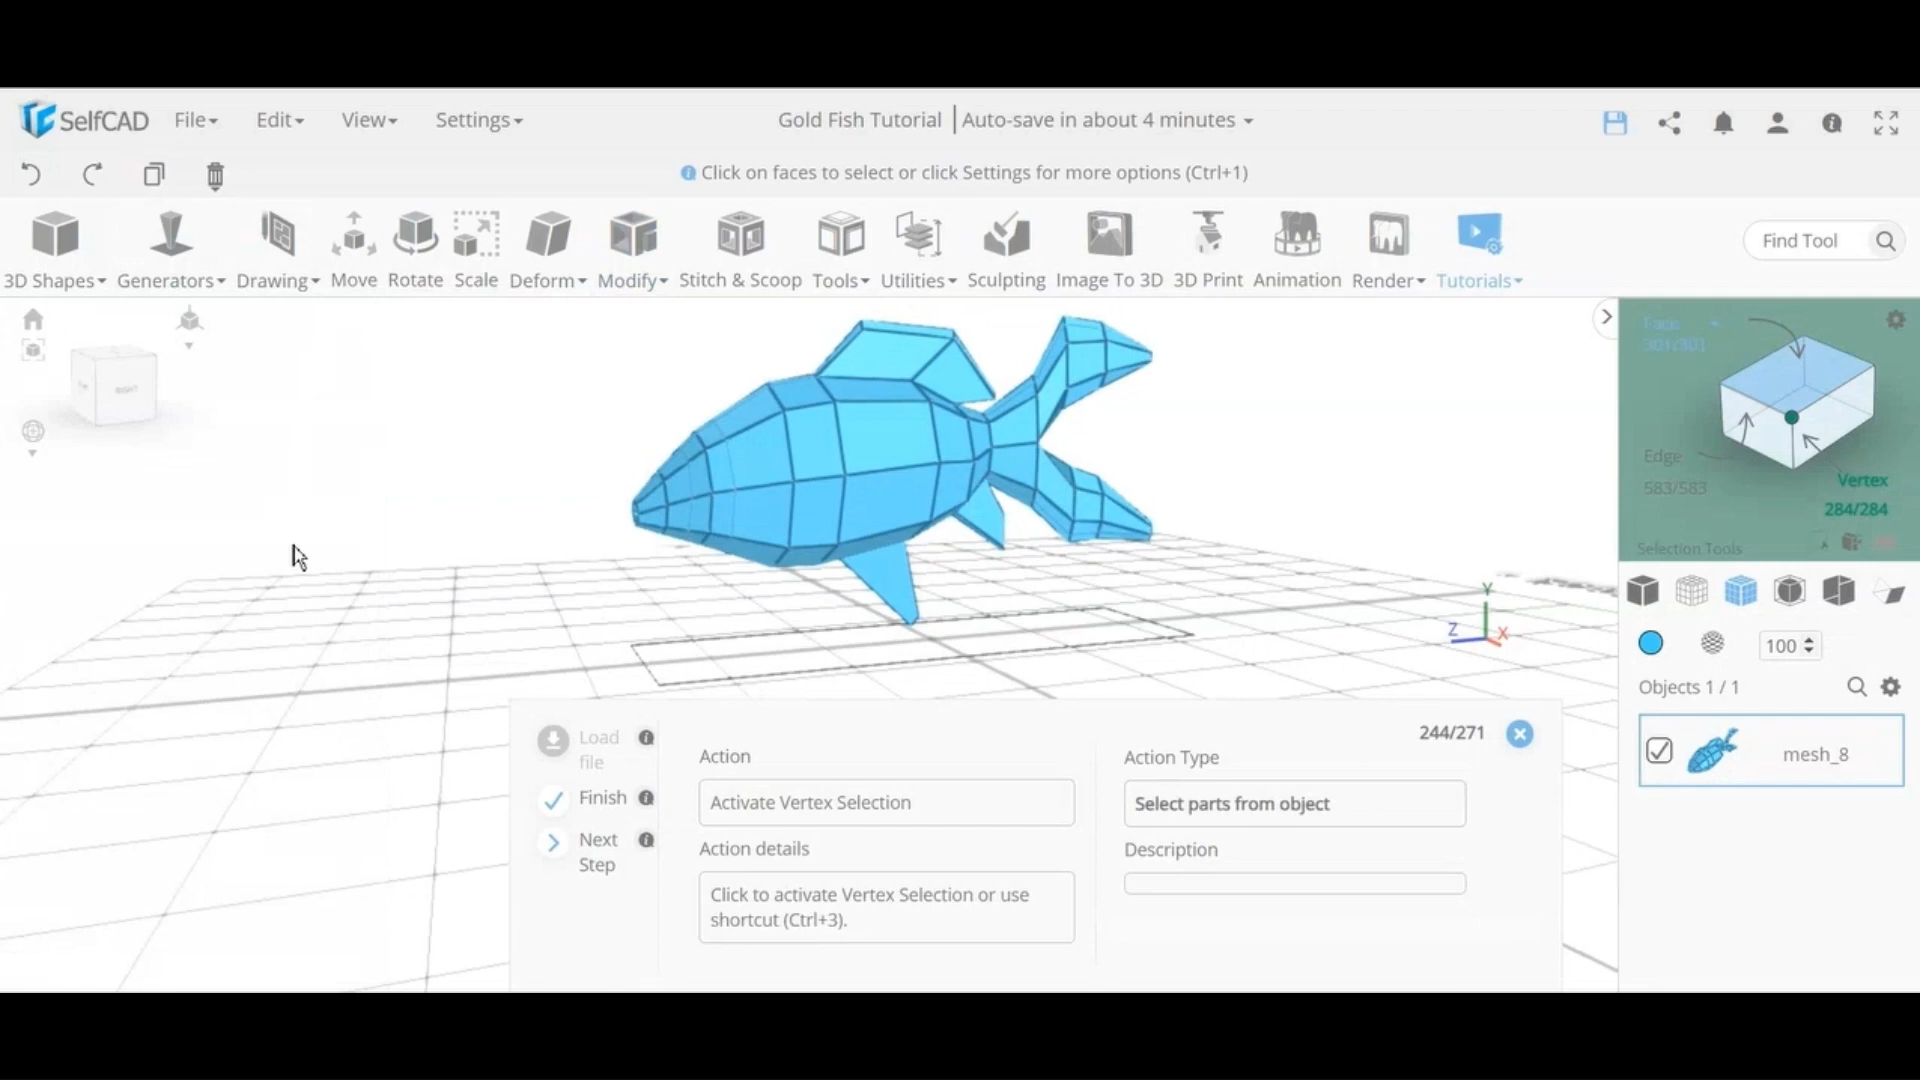 SelfCAD File Edit View Settings Gold Fish Tutorial Auto-save in about 4 minutes
Click on faces to select or click Settings for more options (Ctrl+1)
3D Shapes Generators Drawing Move Rotate Scale Deform Modify Stitch & Scoop Tools Utilities Sculpting Image To 3D 3D Print Animation Render Tutorials
Find Tool
RIGHT
Face
301/301
Edge
583/583
Vertex
284/284
Selection Tools
Y
Z X
100
Objects 1 / 1
mesh_8
244/271
Load
file
Finish
Next
Step
Action
Activate Vertex Selection
Action details
Click to activate Vertex Selection or use
shortcut (Ctrl+3).
Action Type
Select parts from object
Description